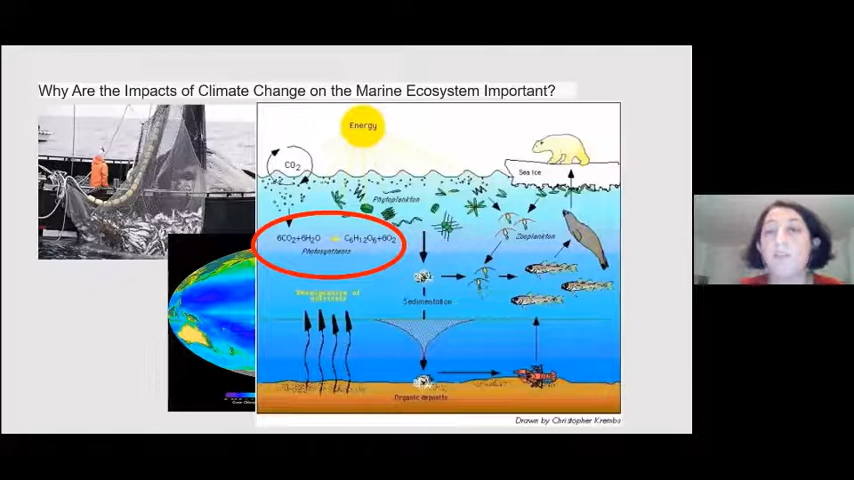 Why Are the Impacts of Climate Change on the Marine Ecosystem Important?
Energy
CO2
Sea Ice
Phytoplankton
6CO2+6H2O C6H12O6+6O2
Photosynthesis
Zooplankton
Sedimentation
Organic deposits
Drawn by Christopher Krembs